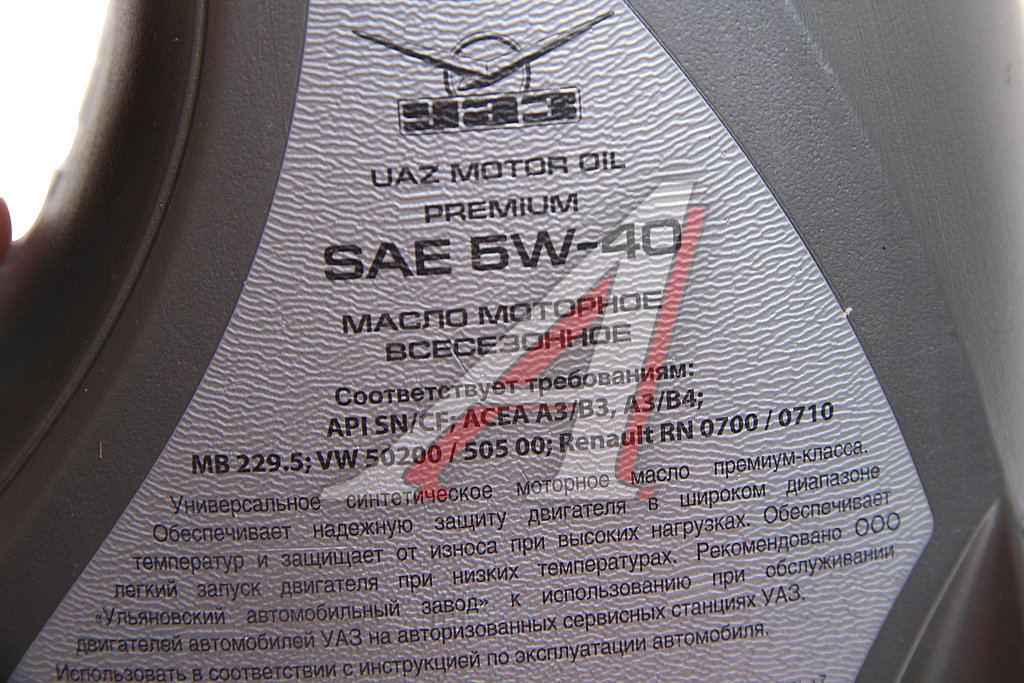 УАЗ
UAZ MOTOR OIL
PREMIUM
SAE 5W-40
МАСЛО МОТОРНОЕ
ВСЕСЕЗОННОЕ
Соответствует требованиям:
API SN/CF; ACEA A3/B3, A3/B4;
MB 229.5; VW 50200 / 505 00; Renault RN 0700 / 0710
Универсальное синтетическое моторное масло премиум-класса.
Обеспечивает надежную защиту двигателя в широком диапазоне
температур и защищает от износа при высоких нагрузках. Обеспечивает
легкий запуск двигателя при низких температурах. Рекомендовано ООО
«Ульяновский автомобильный завод» к использованию при обслуживании
двигателей автомобилей УАЗ на авторизованных сервисных станциях УАЗ.
Использовать в соответствии с инструкцией по эксплуатации автомобиля.